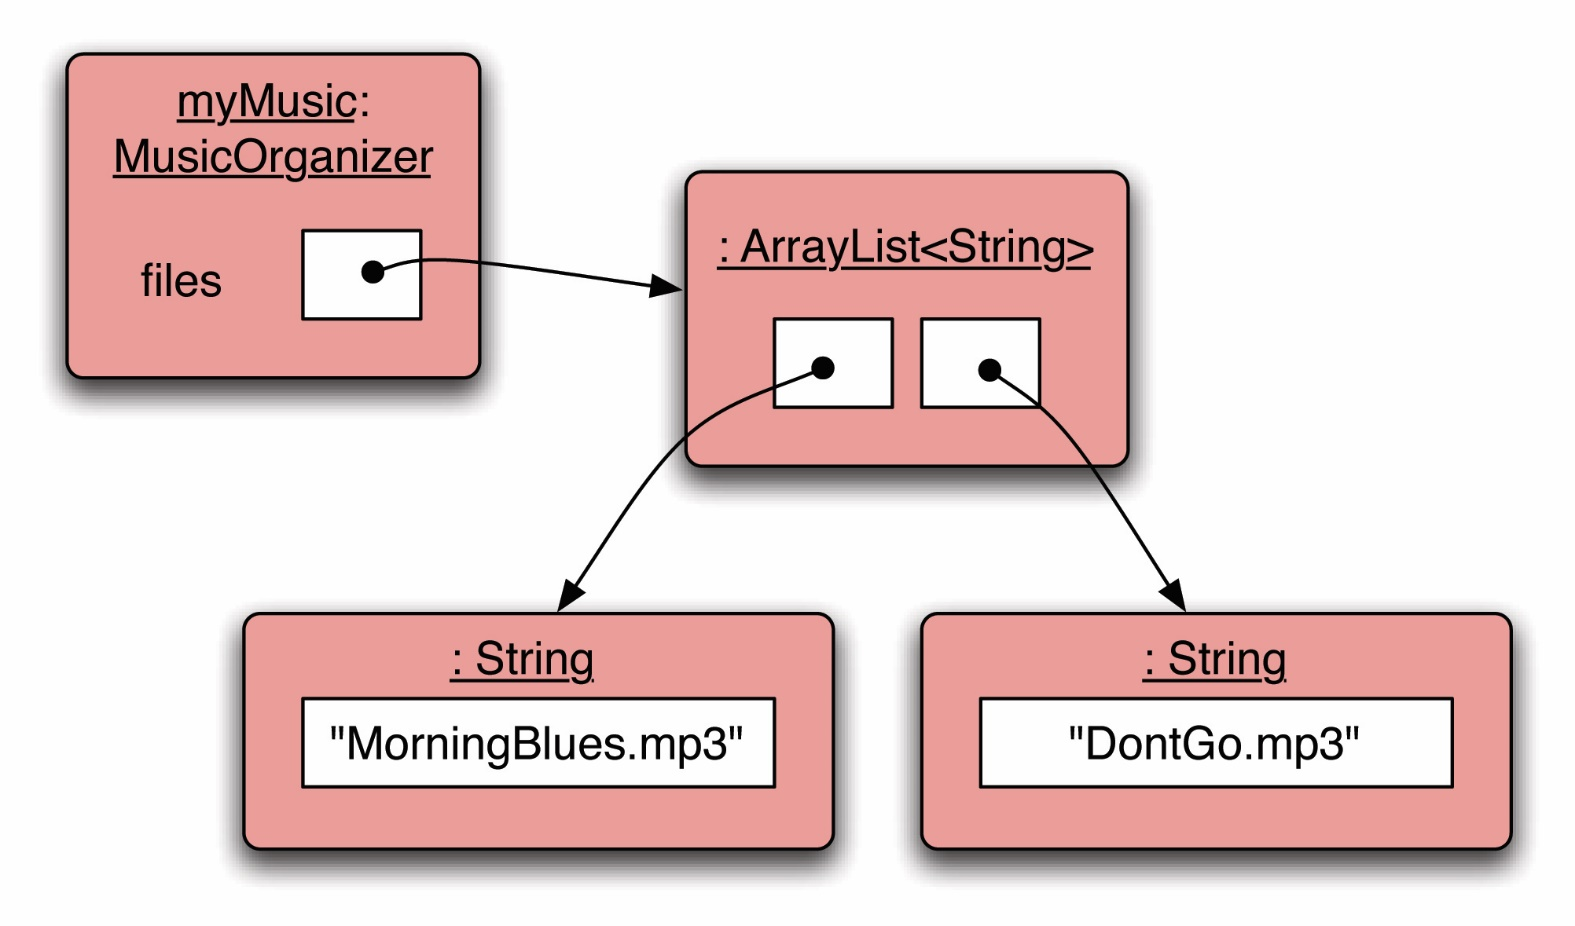 myMusic:
MusicOrganizer
files
: ArrayList<String>
: String
"MorningBlues.mp3"
: String
"DontGo.mp3"